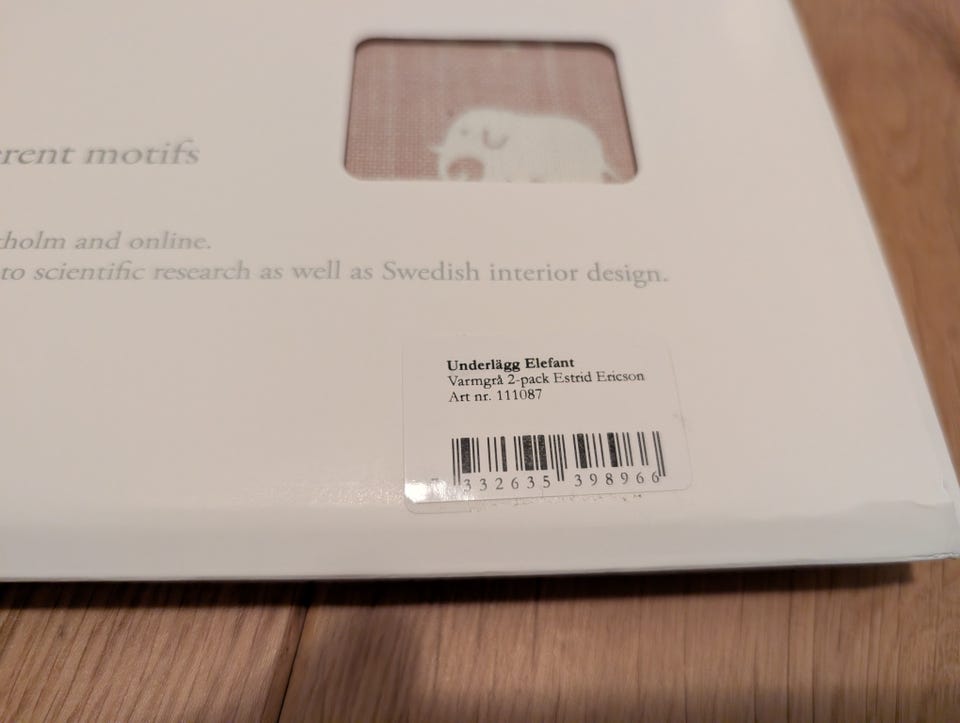 erent motifs
holm and online.
to scientific research as well as Swedish interior design.
Underlägg Elefant
Varmgrå 2-pack Estrid Ericson
Art nr. 111087
7 332635 398966